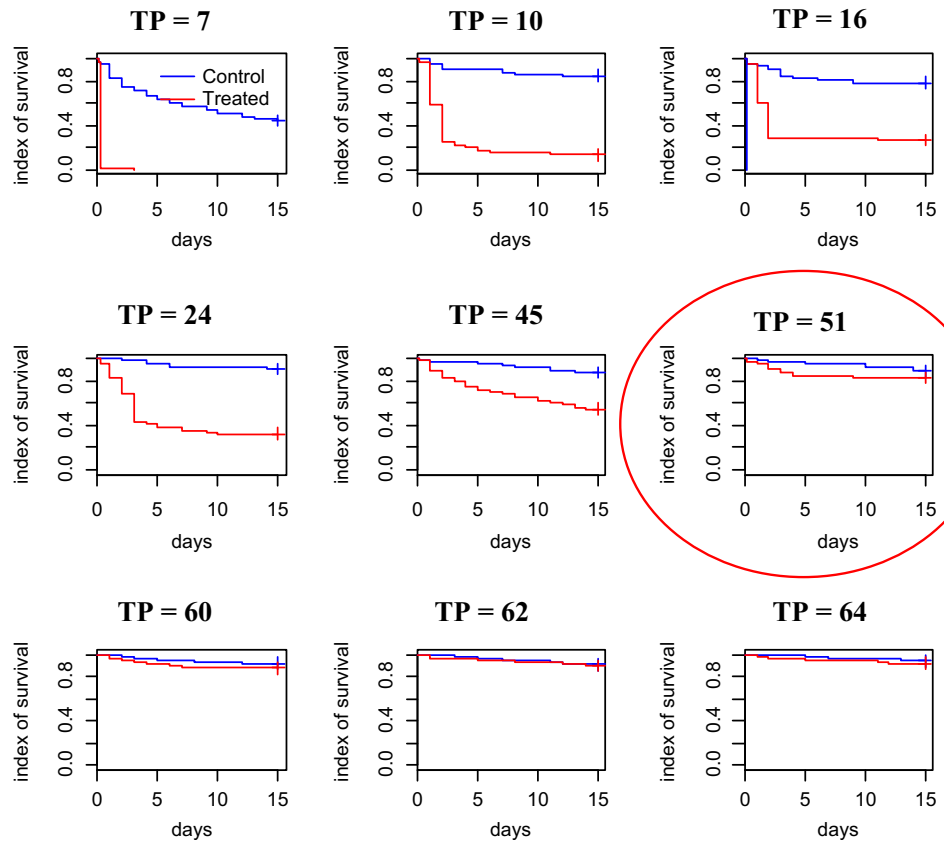 TP = 7
TP = 10
TP = 16
index of survival
0.0 0.4 0.8
Control
Treated
0 5 10 15
days
index of survival
0.0 0.4 0.8
0 5 10 15
days
index of survival
0.0 0.4 0.8
0 5 10 15
days
TP = 24
TP = 45
TP = 51
index of survival
0.0 0.4 0.8
0 5 10 15
days
index of survival
0.0 0.4 0.8
0 5 10 15
days
index of survival
0.0 0.4 0.8
0 5 10 15
days
TP = 60
TP = 62
TP = 64
index of survival
0.0 0.4 0.8
0 5 10 15
days
index of survival
0.0 0.4 0.8
0 5 10 15
days
index of survival
0.0 0.4 0.8
0 5 10 15
days